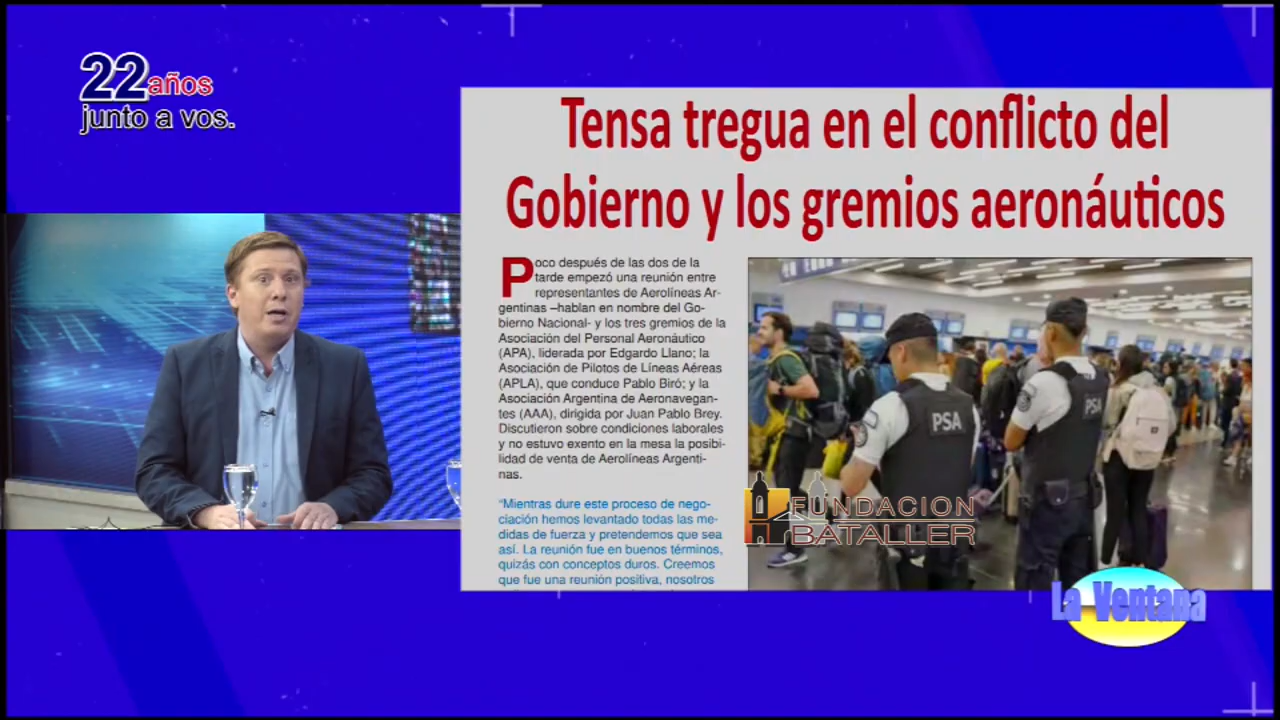 22 años
junto a vos.
Tensa tregua en el conflicto del
Gobierno y los gremios aeronáuticos
Poco después de las dos de la
tarde empezó una reunión entre
representantes de Aerolíneas Ar-
gentinas –hablan en nombre del Go-
bierno Nacional- y los tres gremios de la
Asociación del Personal Aeronáutico
(APA), liderada por Edgardo Llano; la
Asociación de Pilotos de Líneas Aéreas
(APLA), que conduce Pablo Biró; y la
Asociación Argentina de Aeronavegan-
tes (AAA), dirigida por Juan Pablo Brey.
Discutieron sobre condiciones laborales
y no estuvo exento en la mesa la posibi-
lidad de venta de Aerolíneas Argenti-
nas.
“Mientras dure este proceso de nego-
ciación hemos levantado todas las me-
didas de fuerza y pretendemos que sea
así. La reunión fue en buenos términos,
quizás con conceptos duros. Creemos
que fue una reunión positiva, nosotros
PSA
PSA
FUNDACION
BATALLER
La Ventana